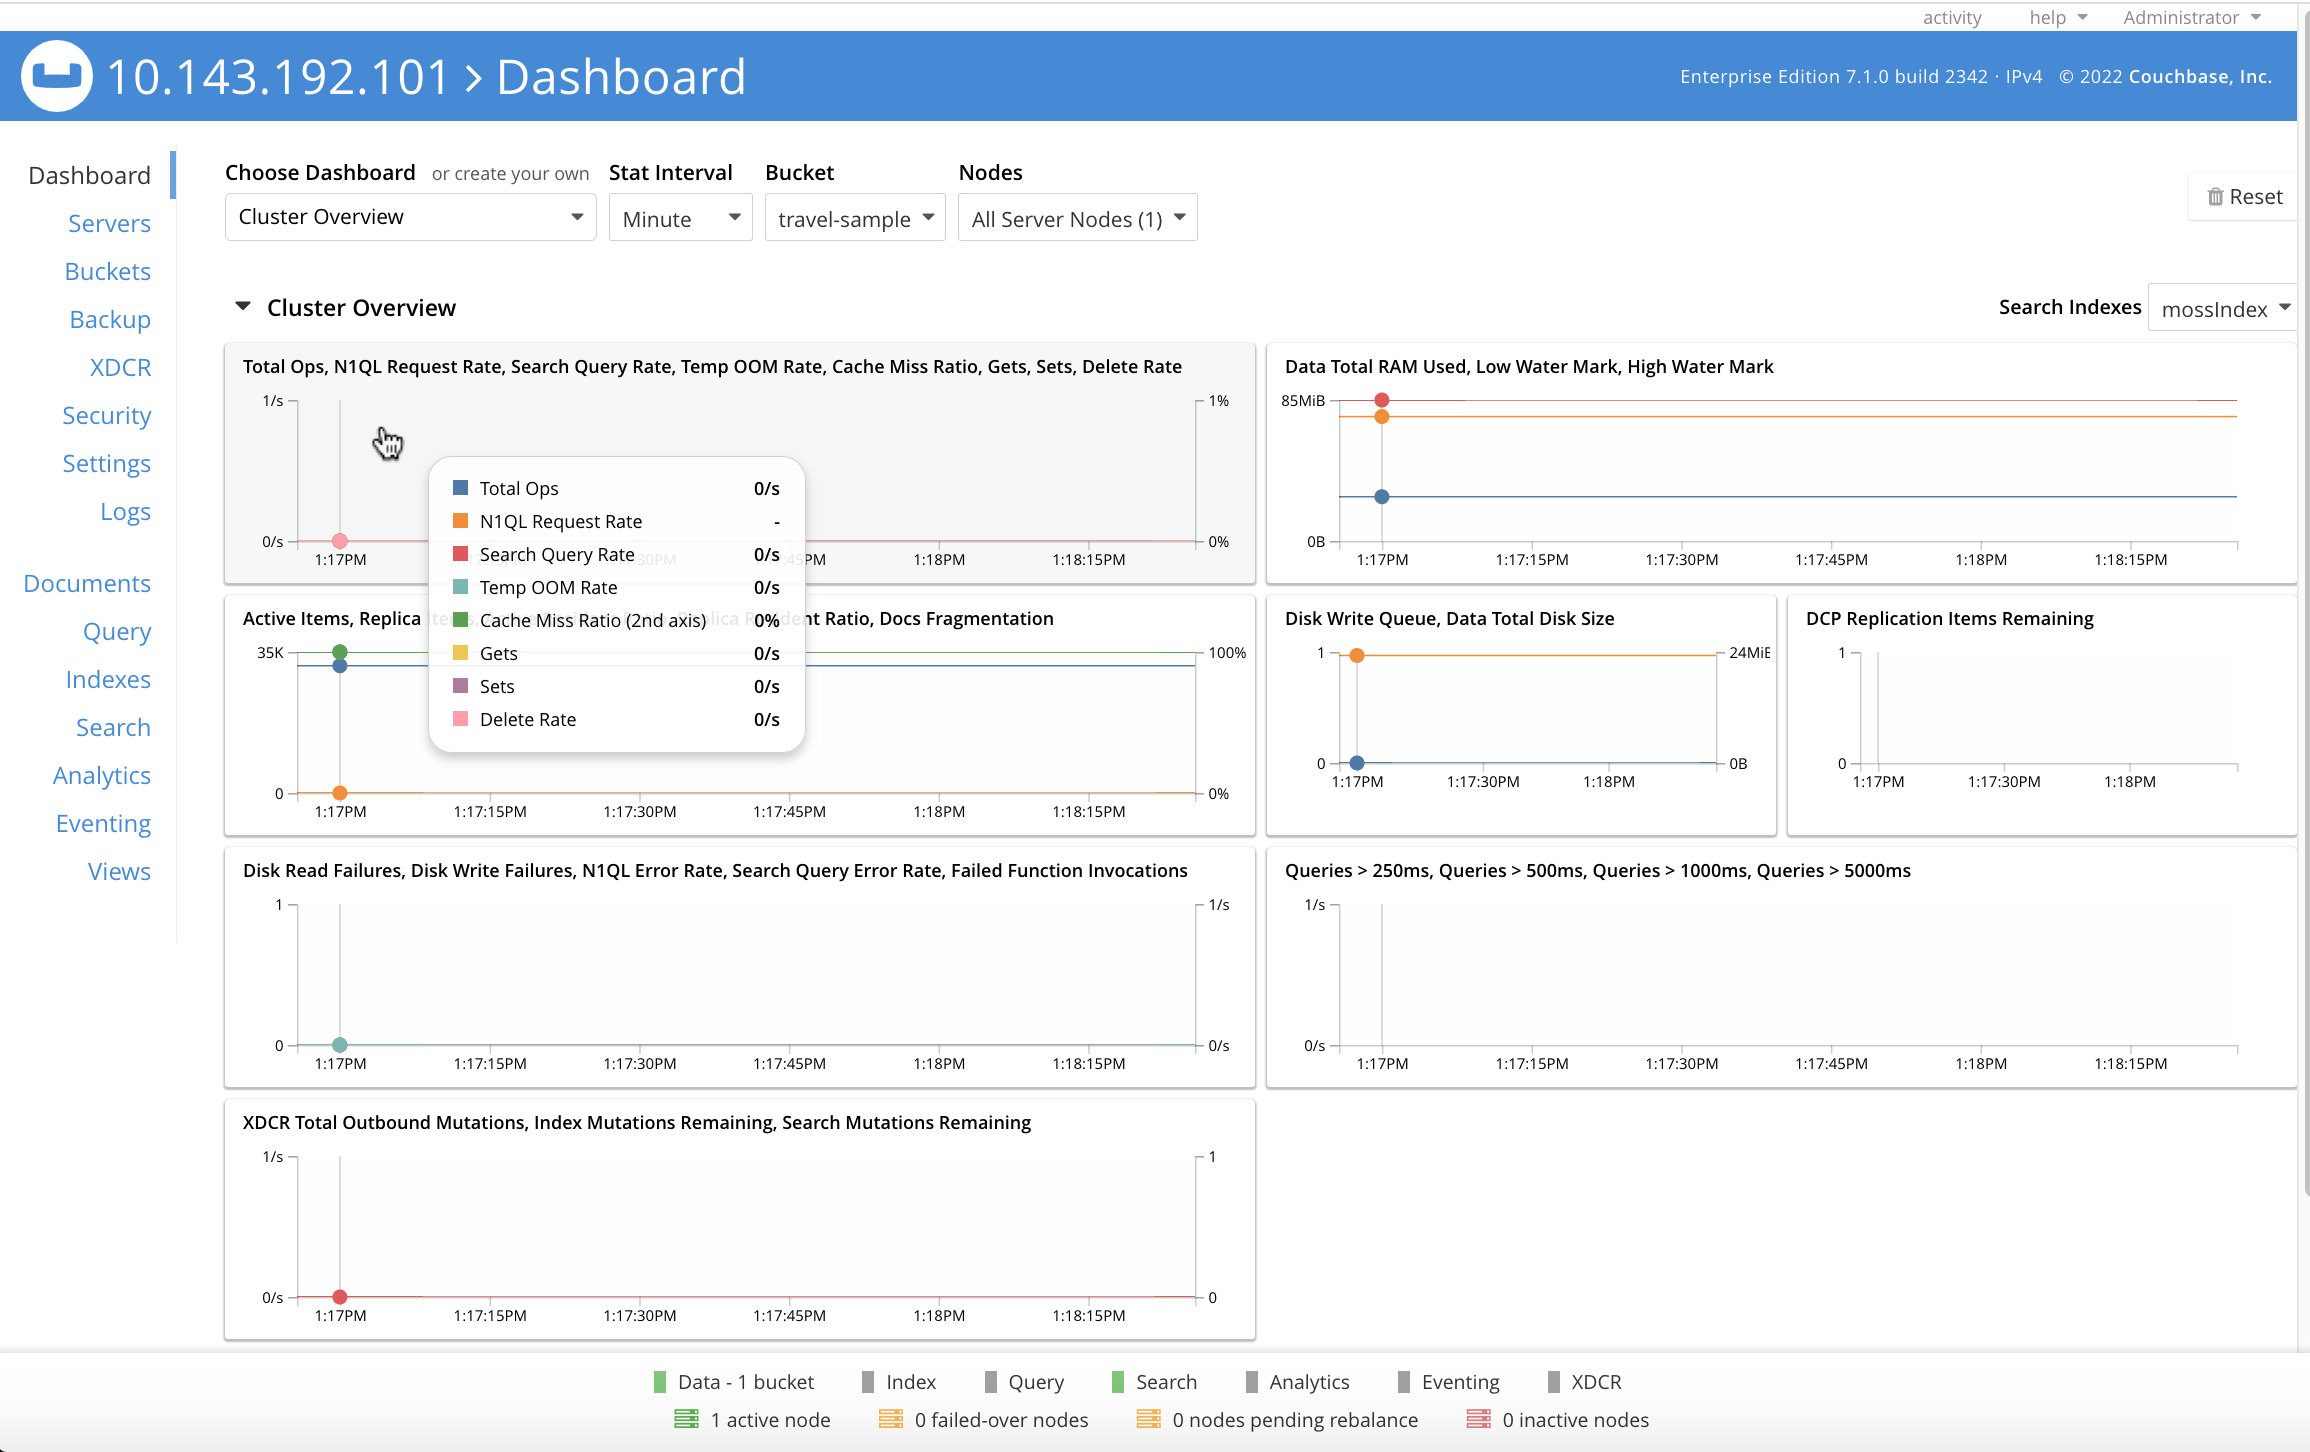 activity help Administrator
10.143.192.101 > Dashboard
Enterprise Edition 7.1.0 build 2342 · IPv4 © 2022 Couchbase, Inc.
Dashboard
Servers
Buckets
Backup
XDCR
Security
Settings
Logs
Documents
Query
Indexes
Search
Analytics
Eventing
Views
Choose Dashboard or create your own Stat Interval Bucket Nodes
Cluster Overview Minute travel-sample All Server Nodes (1)
Reset
Cluster Overview
Search Indexes mossIndex
Total Ops, N1QL Request Rate, Search Query Rate, Temp OOM Rate, Cache Miss Ratio, Gets, Sets, Delete Rate
1/s 1%
0/s 0%
1:17PM 1:18PM 1:18:15PM
Total Ops 0/s
N1QL Request Rate -
Search Query Rate 0/s
Temp OOM Rate 0/s
Cache Miss Ratio (2nd axis) 0%
Gets 0/s
Sets 0/s
Delete Rate 0/s
Data Total RAM Used, Low Water Mark, High Water Mark
85MiB
0B
1:17PM 1:17:15PM 1:17:30PM 1:17:45PM 1:18PM 1:18:15PM
Active Items, Replica Ratio, Docs Fragmentation
35K 100%
0 0%
1:17PM 1:17:15PM 1:17:30PM 1:17:45PM 1:18PM 1:18:15PM
Disk Write Queue, Data Total Disk Size
1 24MiB
0 0B
1:17PM 1:17:30PM 1:18PM
DCP Replication Items Remaining
1
0
1:17PM 1:17:30PM 1:18PM
Disk Read Failures, Disk Write Failures, N1QL Error Rate, Search Query Error Rate, Failed Function Invocations
1 1/s
0 0/s
1:17PM 1:17:15PM 1:17:30PM 1:17:45PM 1:18PM 1:18:15PM
Queries > 250ms, Queries > 500ms, Queries > 1000ms, Queries > 5000ms
1/s
0/s
1:17PM 1:17:15PM 1:17:30PM 1:17:45PM 1:18PM 1:18:15PM
XDCR Total Outbound Mutations, Index Mutations Remaining, Search Mutations Remaining
1/s 1
0/s 0
1:17PM 1:17:15PM 1:17:30PM 1:17:45PM 1:18PM 1:18:15PM
Data - 1 bucket Index Query Search Analytics Eventing XDCR
1 active node 0 failed-over nodes 0 nodes pending rebalance 0 inactive nodes